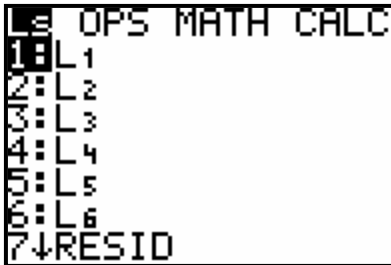 Ls OPS MATH CALC
1:L₁
2:L₂
3:L₃
4:L₄
5:L₅
6:L₆
7↓RESID